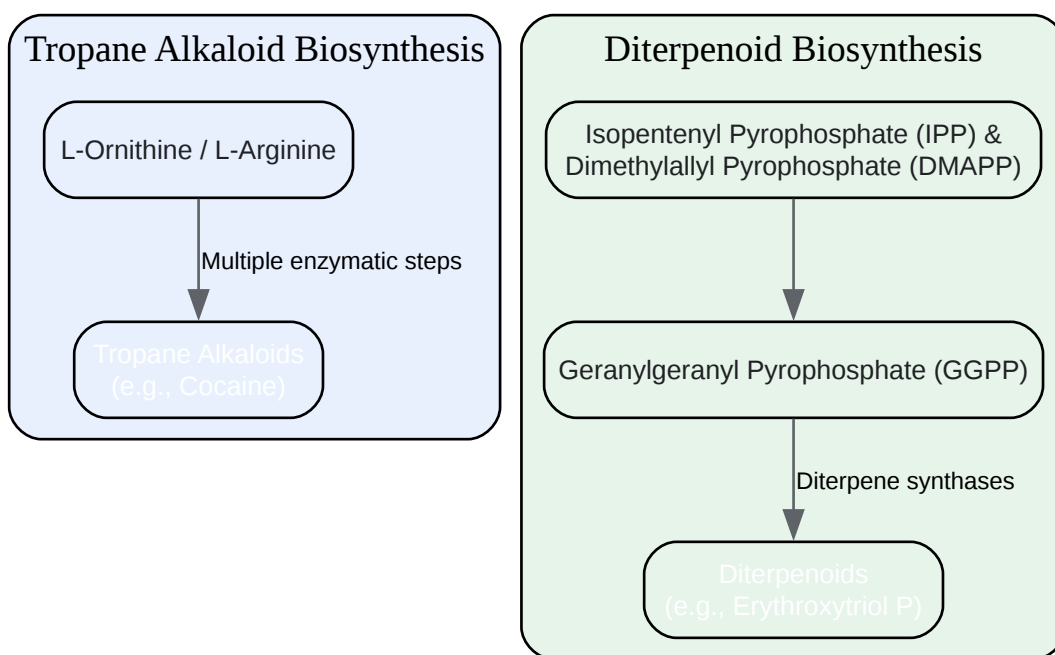 Tropane Alkaloid Biosynthesis
L-Ornithine / L-Arginine
Multiple enzymatic steps
Tropane Alkaloids
(e.g., Cocaine)
Diterpenoid Biosynthesis
Isopentenyl Pyrophosphate (IPP) &
Dimethylallyl Pyrophosphate (DMAPP)
Geranylgeranyl Pyrophosphate (GGPP)
Diterpene synthases
Diterpenoids
(e.g., Erythroxytriol P)